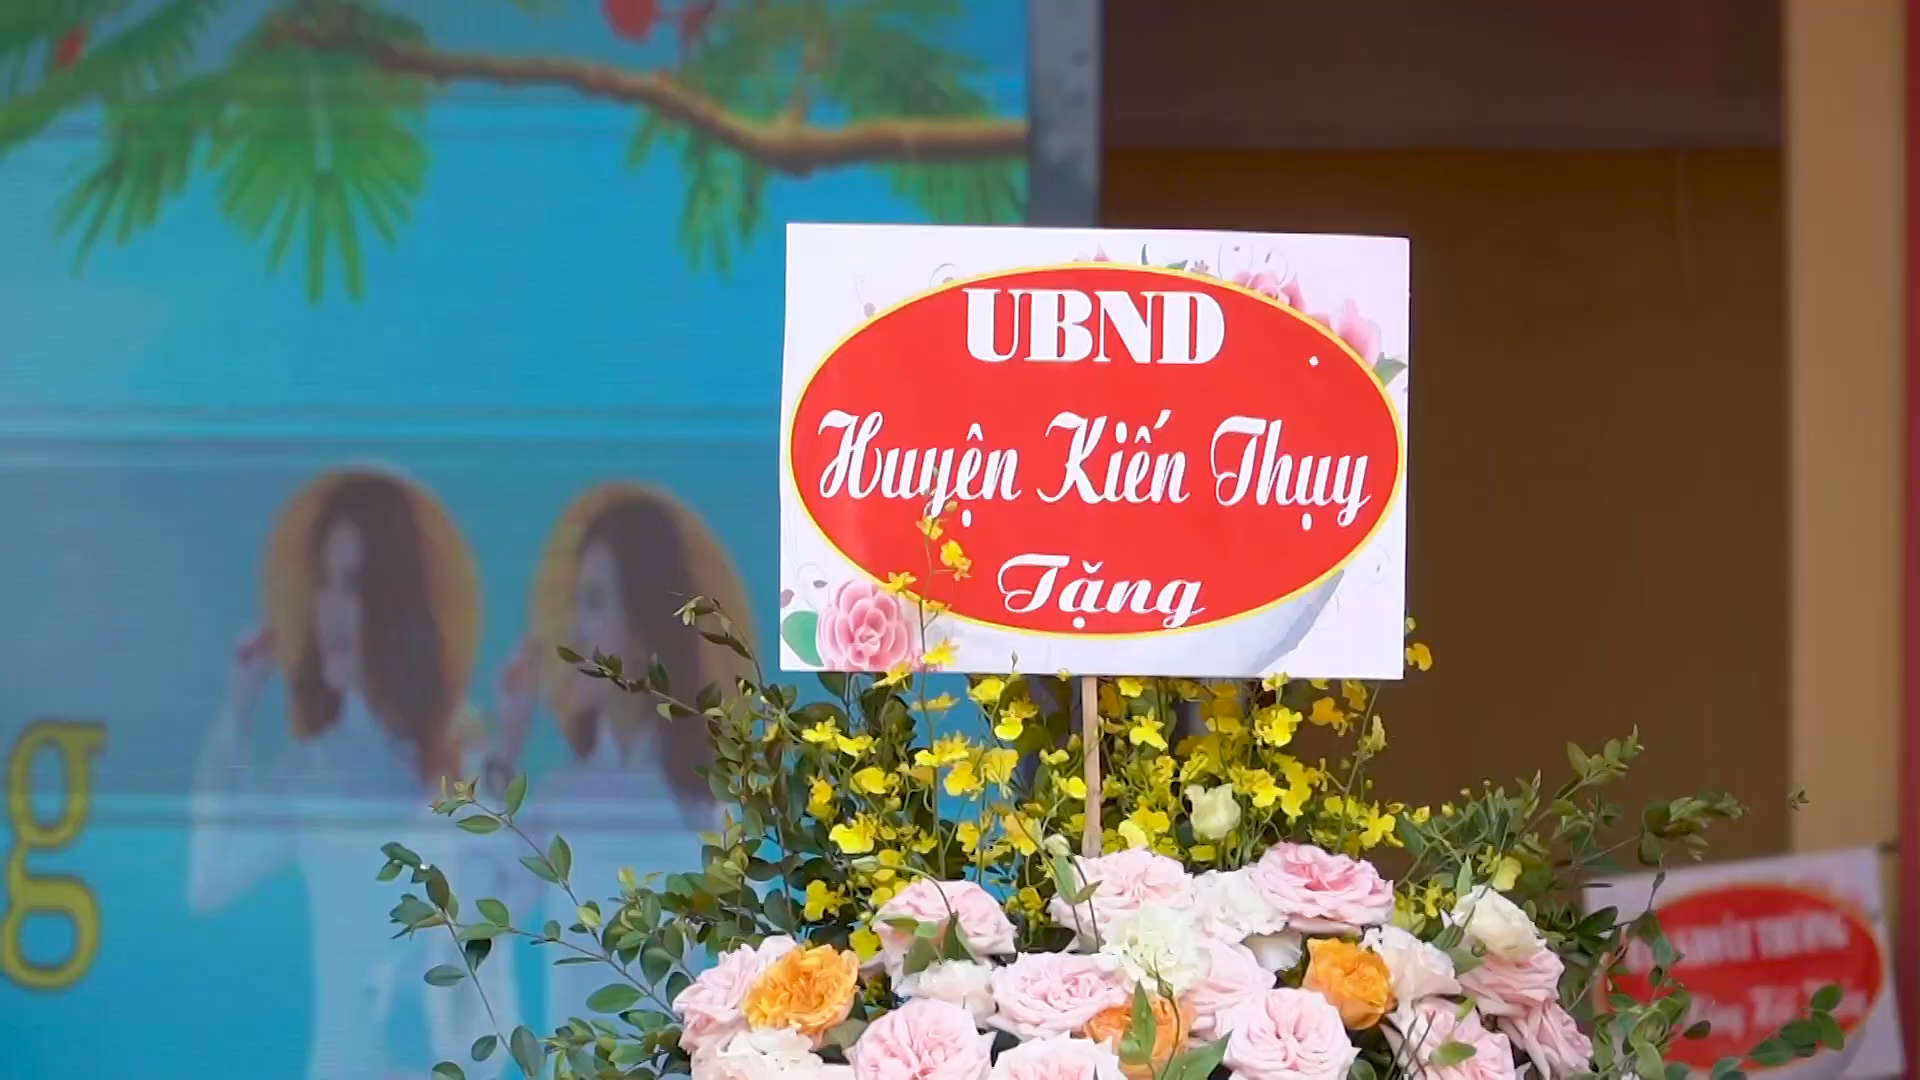 UBND
Huyện Kiến Thụy
Tặng
g